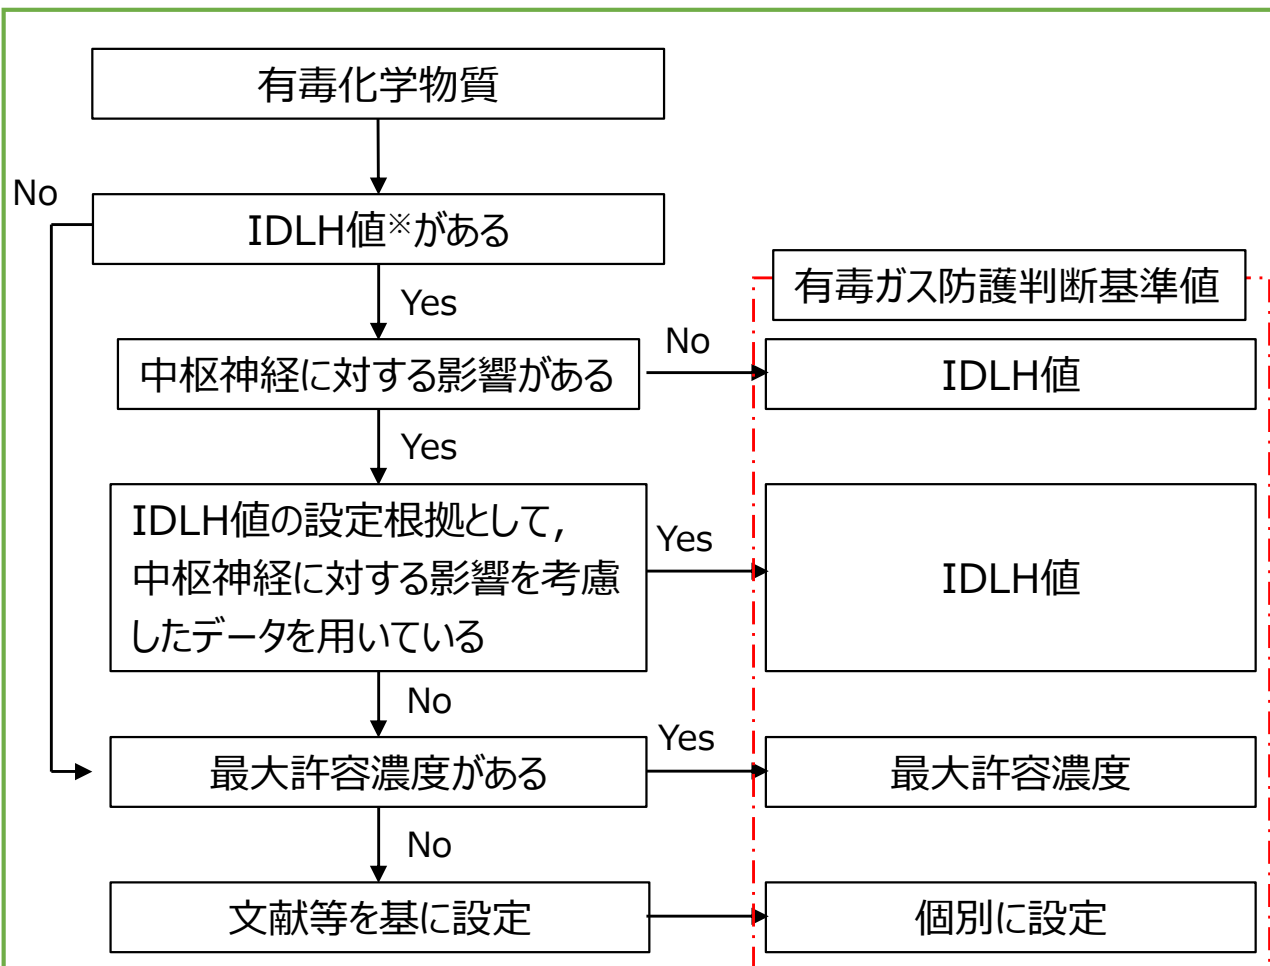 有毒化学物質
No
IDLH値※がある
Yes
有毒ガス防護判断基準値
中枢神経に対する影響がある
No
IDLH値
Yes
IDLH値の設定根拠として,
中枢神経に対する影響を考慮
したデータを用いている
Yes
IDLH値
No
最大許容濃度がある
Yes
最大許容濃度
No
文献等を基に設定
個別に設定